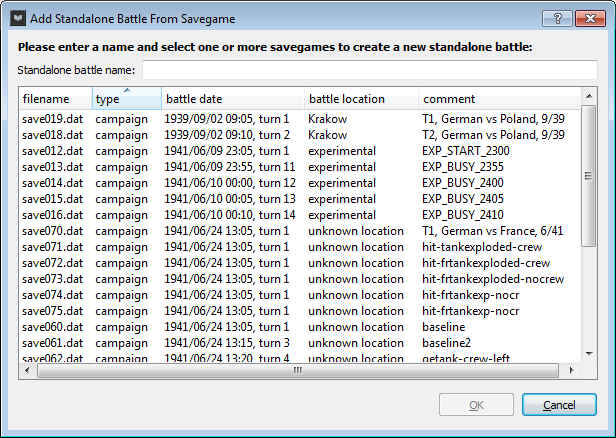 Add Standalone Battle From Savegame
Please enter a name and select one or more savegames to create a new standalone battle:
Standalone battle name:
filename type battle date battle location comment
save019.dat campaign 1939/09/02 09:05, turn 1 Krakow T1, German vs Poland, 9/39
save018.dat campaign 1939/09/02 09:10, turn 2 Krakow T2, German vs Poland, 9/39
save012.dat campaign 1941/06/09 23:05, turn 1 experimental EXP_START_2300
save013.dat campaign 1941/06/09 23:55, turn 11 experimental EXP_BUSY_2355
save014.dat campaign 1941/06/10 00:00, turn 12 experimental EXP_BUSY_2400
save015.dat campaign 1941/06/10 00:05, turn 13 experimental EXP_BUSY_2405
save016.dat campaign 1941/06/10 00:10, turn 14 experimental EXP_BUSY_2410
save070.dat campaign 1941/06/24 13:05, turn 1 unknown location T1, German vs France, 6/41
save071.dat campaign 1941/06/24 13:05, turn 1 unknown location hit-tankexploded-crew
save072.dat campaign 1941/06/24 13:05, turn 1 unknown location hit-frtankexploded-crew
save073.dat campaign 1941/06/24 13:05, turn 1 unknown location hit-frtankexploded-nocrew
save074.dat campaign 1941/06/24 13:05, turn 1 unknown location hit-frtankexp-nocr
save075.dat campaign 1941/06/24 13:05, turn 1 unknown location hit-frtankexp-nocr
save060.dat campaign 1941/06/24 13:05, turn 1 unknown location baseline
save061.dat campaign 1941/06/24 13:15, turn 3 unknown location baseline2
save062.dat campaign 1941/06/24 13:20, turn 4 unknown location getank-crew-left
OK Cancel